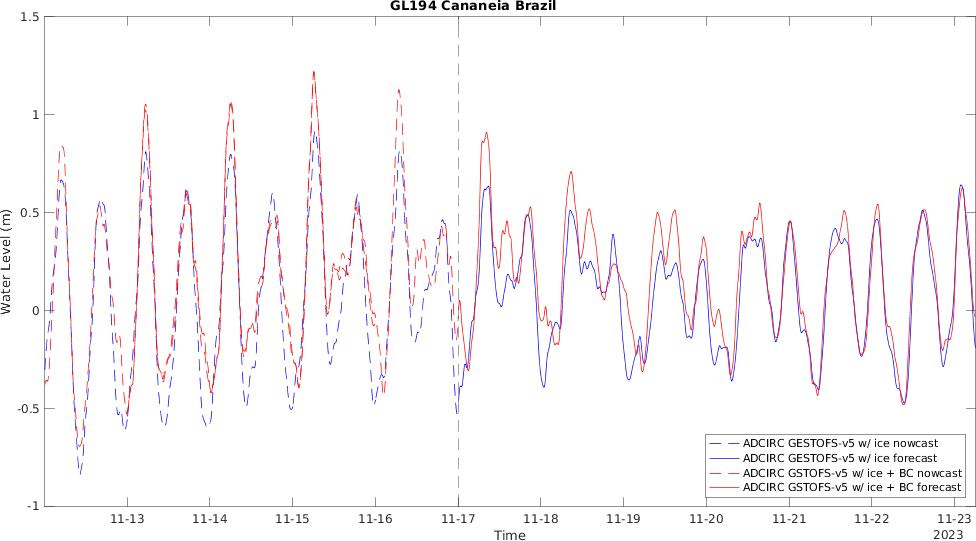 GL194 Cananeia Brazil
1.5
1
0.5
0
-0.5
-1
Water Level (m)
ADCIRC GESTOFS-v5 w/ ice nowcast
ADCIRC GESTOFS-v5 w/ ice forecast
ADCIRC GSTOFS-v5 w/ ice + BC nowcast
ADCIRC GSTOFS-v5 w/ ice + BC forecast
11-13 11-14 11-15 11-16 11-17 11-18 11-19 11-20 11-21 11-22 11-23
Time
2023